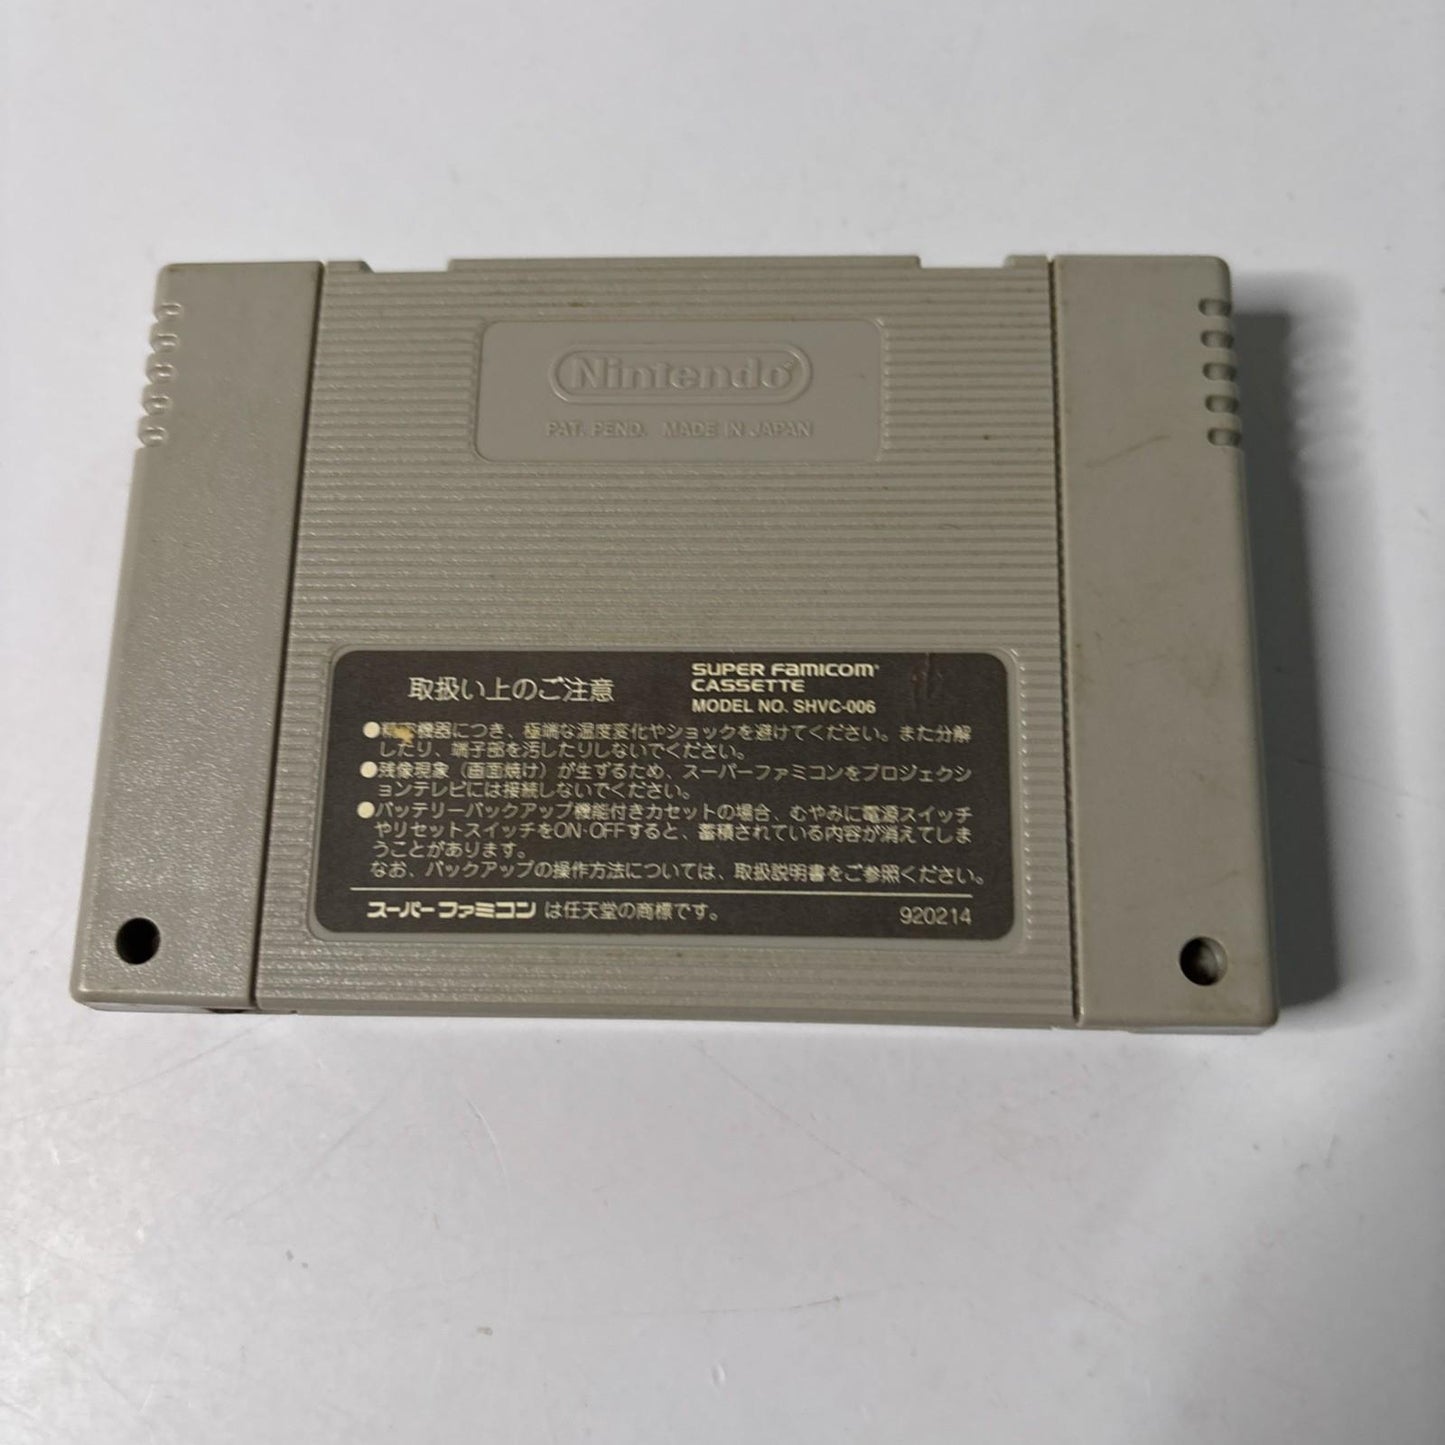 Nintendo
PAT. PEND. MADE IN JAPAN
取扱い上のご注意
SUPER FAMICOM
CASSETTE
MODEL NO. SHVC-006
●精密機器につき、極端な温度変化やショックを避けてください。また分解
したり、端子部を汚したりしないでください。
●残像現象(画面焼け)が生ずるため、スーパーファミコンをプロジェクシ
ョンテレビには接続しないでください。
●バッテリーバックアップ機能付きカセットの場合、むやみに電源スイッチ
やリセットスイッチをON·OFFすると、蓄積されている内容が消えてしま
うことがあります。
なお、バックアップの操作方法については、取扱説明書をご参照ください。
スーパーファミコン は任天堂の商標です。
920214